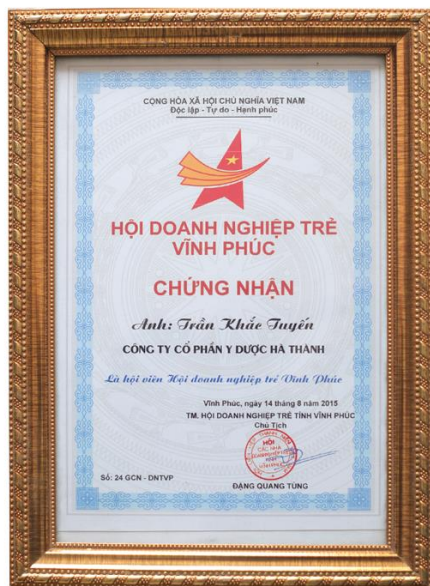 CỘNG HÒA XÃ HỘI CHỦ NGHĨA VIỆT NAM
Độc lập - Tự do - Hạnh phúc
HỘI DOANH NGHIỆP TRẺ
VĨNH PHÚC
CHỨNG NHẬN
Anh: Trần Khắc Tuyến
CÔNG TY CỔ PHẦN Y DƯỢC HÀ THÀNH
Là hội viên Hội doanh nghiệp trẻ Vĩnh Phúc
Vĩnh Phúc, ngày 14 tháng 8 năm 2015
TM. HỘI DOANH NGHIỆP TRẺ TỈNH VĨNH PHÚC
Chủ Tịch
HỘI
CÁC NHÀ
Số: 24 GCN - DNTVP
ĐẶNG QUANG TÙNG